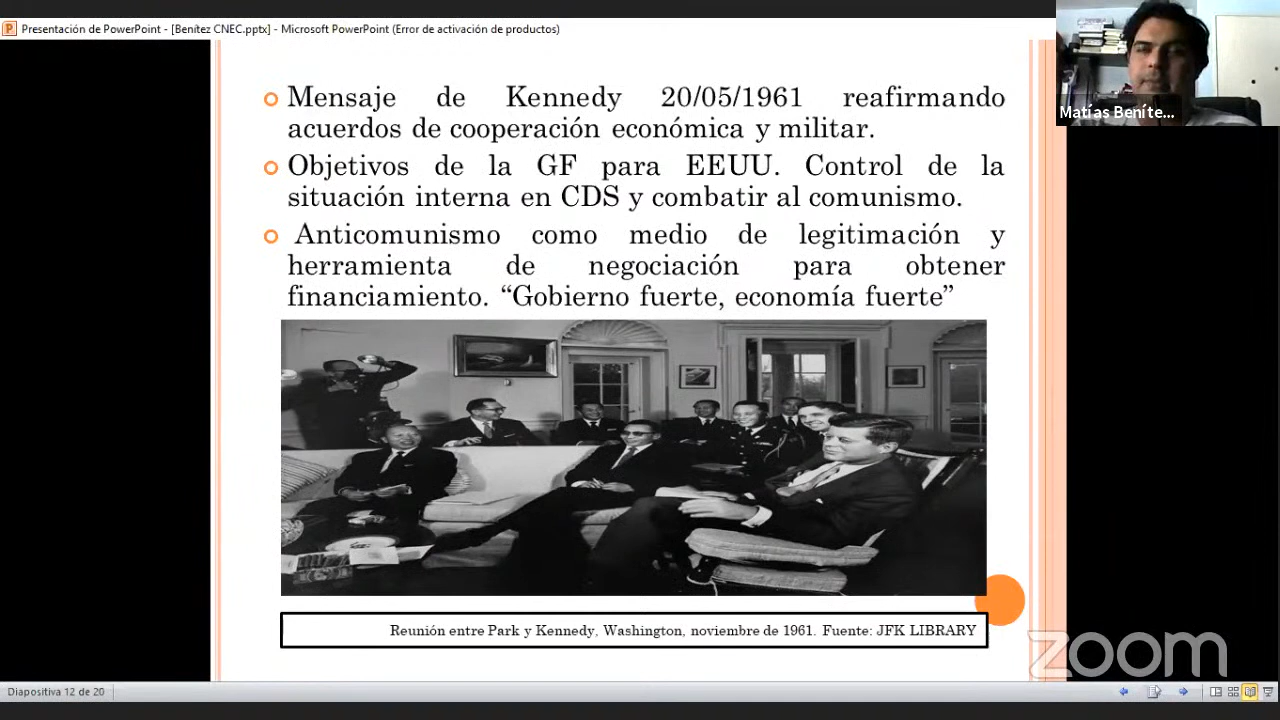 Presentación de PowerPoint - [Benítez CNEC.pptx] - Microsoft PowerPoint (Error de activación de productos)
Matías Beníte...
Mensaje de Kennedy 20/05/1961 reafirmando
acuerdos de cooperación económica y militar.
Objetivos de la GF para EEUU. Control de la
situación interna en CDS y combatir al comunismo.
Anticomunismo como medio de legitimación y
herramienta de negociación para obtener
financiamiento. “Gobierno fuerte, economía fuerte”
Reunión entre Park y Kennedy, Washington, noviembre de 1961. Fuente: JFK LIBRARY
zoom
Diapositiva 12 de 20